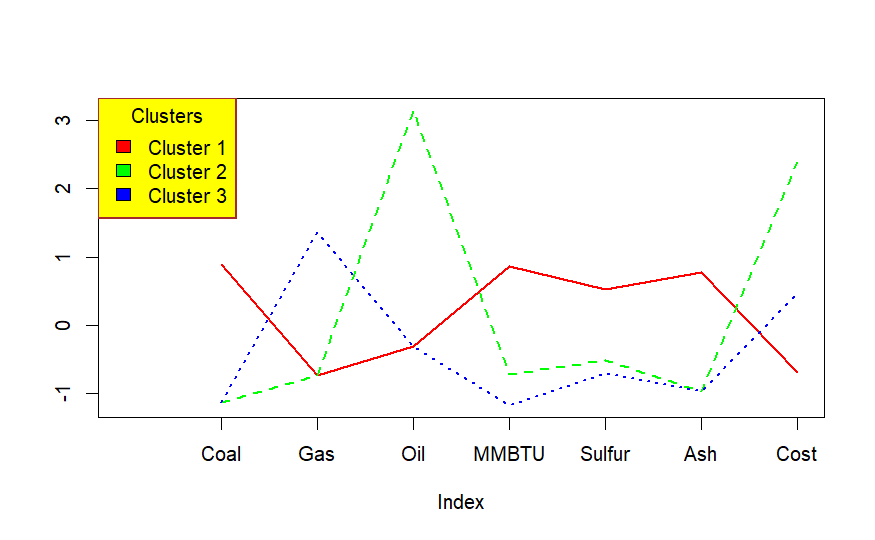 Clusters
Cluster 1
Cluster 2
Cluster 3
3
2
1
0
-1
Coal Gas Oil MMBTU Sulfur Ash Cost
Index